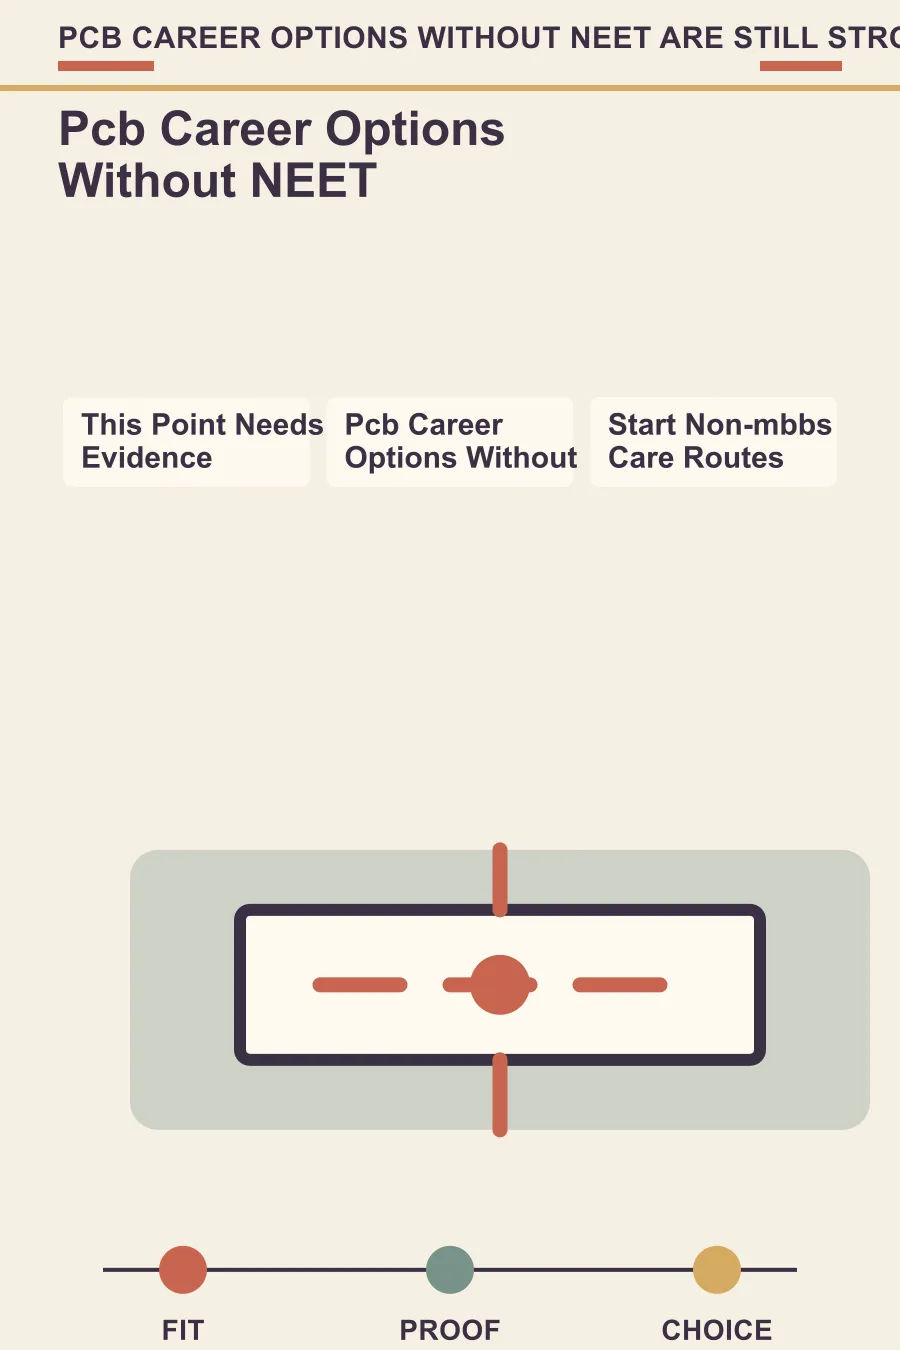 PCB CAREER OPTIONS WITHOUT NEET ARE STILL STRO
Pcb Career Options
Without NEET
This Point Needs
Evidence
Pcb Career
Options Without
Start Non-mbbs
Care Routes
FIT
PROOF
CHOICE